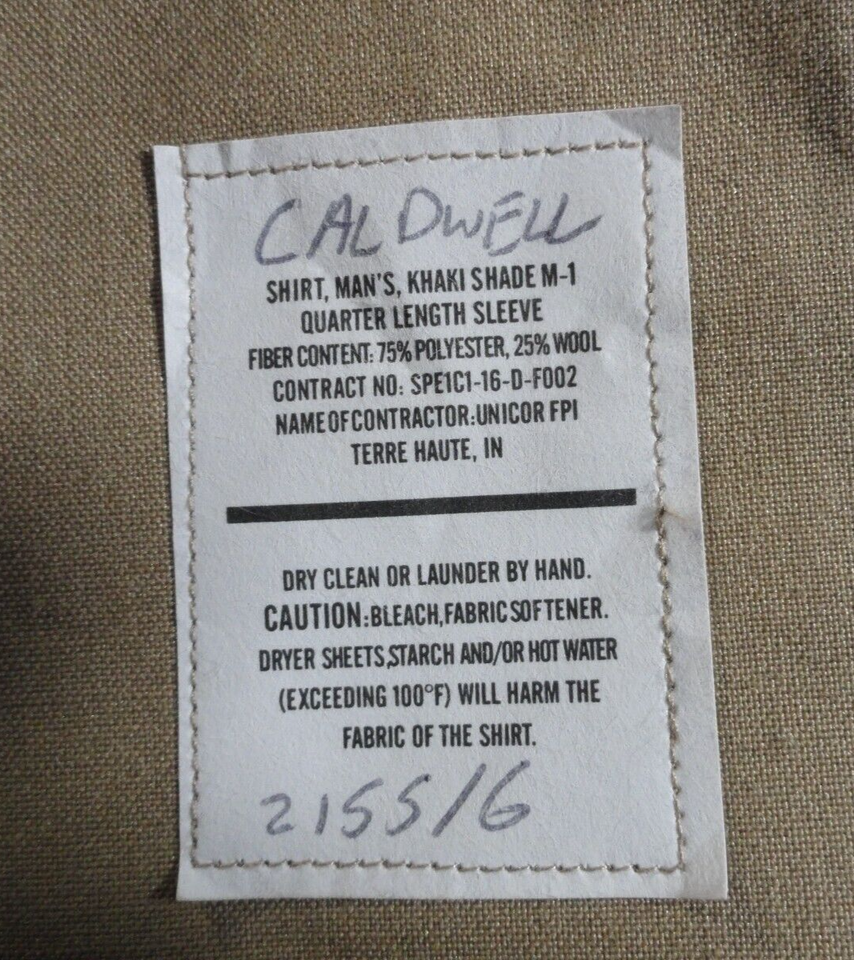 CALDWELL
SHIRT, MAN'S, KHAKI SHADE M-1
QUARTER LENGTH SLEEVE
FIBER CONTENT: 75% POLYESTER, 25% WOOL
CONTRACT NO: SPE1C1-16-D-F002
NAME OF CONTRACTOR:UNICOR FPI
TERRE HAUTE, IN
DRY CLEAN OR LAUNDER BY HAND.
CAUTION:BLEACH,FABRIC SOFTENER.
DRYER SHEETS,STARCH AND/OR HOT WATER
(EXCEEDING 100°F) WILL HARM THE
FABRIC OF THE SHIRT.
2155/6